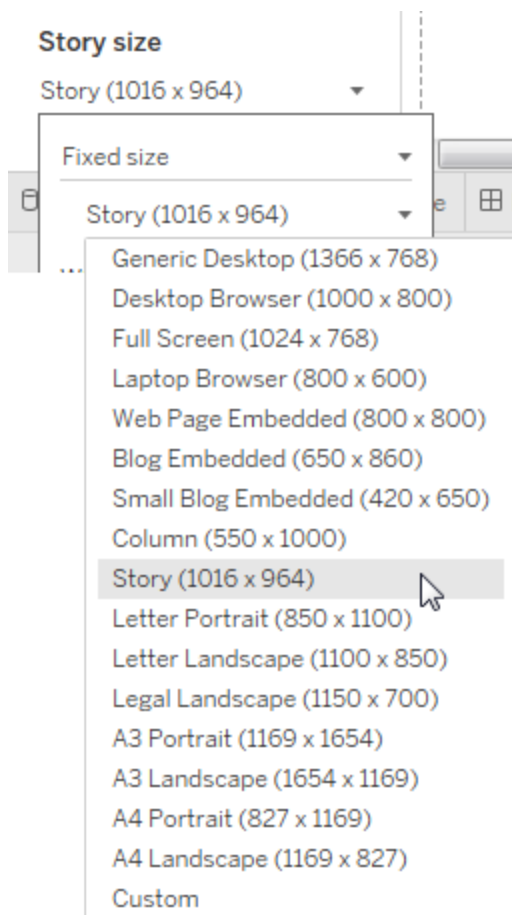 Story size
Story (1016 x 964)
Fixed size
Story (1016 x 964)
e
Generic Desktop (1366 x 768)
Desktop Browser (1000 x 800)
Full Screen (1024 x 768)
Laptop Browser (800 x 600)
Web Page Embedded (800 x 800)
Blog Embedded (650 x 860)
Small Blog Embedded (420 x 650)
Column (550 x 1000)
Story (1016 x 964)
Letter Portrait (850 x 1100)
Letter Landscape (1100 x 850)
Legal Landscape (1150 x 700)
A3 Portrait (1169 x 1654)
A3 Landscape (1654 x 1169)
A4 Portrait (827 x 1169)
A4 Landscape (1169 x 827)
Custom